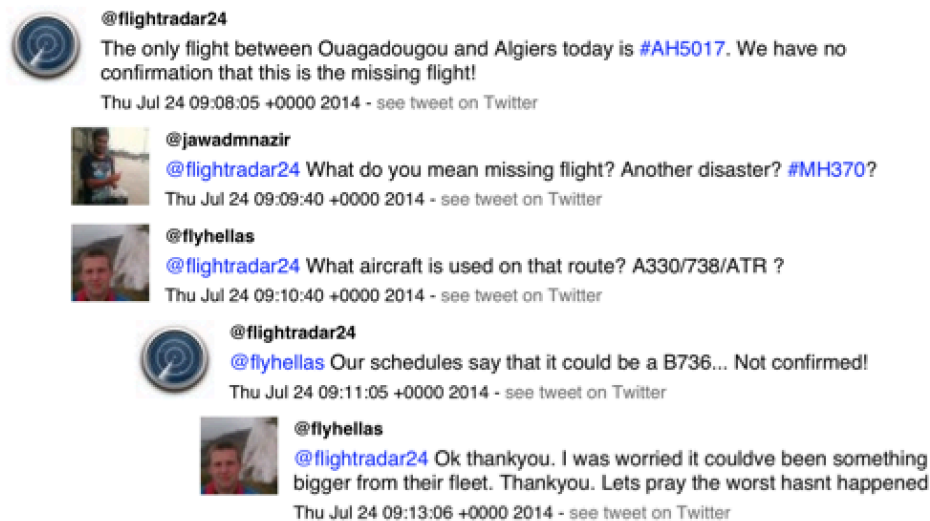 @flightradar24
The only flight between Ouagadougou and Algiers today is #AH5017. We have no
confirmation that this is the missing flight!
Thu Jul 24 09:08:05 +0000 2014 - see tweet on Twitter
@jawadmnazir
@flightradar24 What do you mean missing flight? Another disaster? #MH370?
Thu Jul 24 09:09:40 +0000 2014 - see tweet on Twitter
@flyhellas
@flightradar24 What aircraft is used on that route? A330/738/ATR ?
Thu Jul 24 09:10:40 +0000 2014 - see tweet on Twitter
@flightradar24
@flyhellas Our schedules say that it could be a B736... Not confirmed!
Thu Jul 24 09:11:05 +0000 2014 - see tweet on Twitter
@flyhellas
@flightradar24 Ok thankyou. I was worried it couldve been something
bigger from their fleet. Thankyou. Lets pray the worst hasnt happened
Thu Jul 24 09:13:06 +0000 2014 - see tweet on Twitter